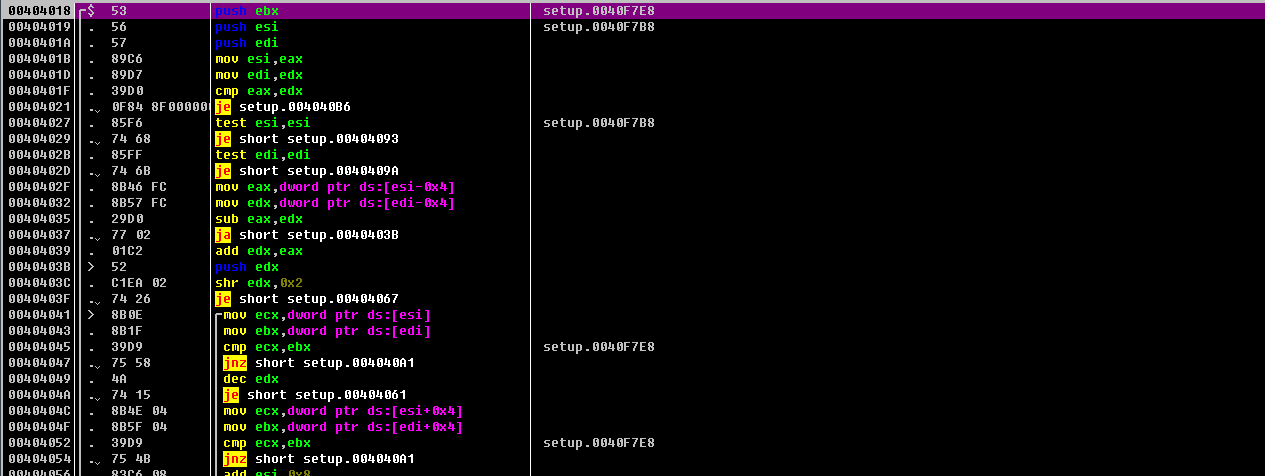 00404018 ┌$ 53 push ebx setup.0040F7E8
00404019 . 56 push esi setup.0040F7B8
0040401A . 57 push edi
0040401B . 89C6 mov esi,eax
0040401D . 89D7 mov edi,edx
0040401F . 39D0 cmp eax,edx
00404021 .⌄ 0F84 8F00000 je setup.004040B6
00404027 . 85F6 test esi,esi setup.0040F7B8
00404029 .⌄ 74 68 je short setup.00404093
0040402B . 85FF test edi,edi
0040402D .⌄ 74 6B je short setup.0040409A
0040402F . 8B46 FC mov eax,dword ptr ds:[esi-0x4]
00404032 . 8B57 FC mov edx,dword ptr ds:[edi-0x4]
00404035 . 29D0 sub eax,edx
00404037 .⌄ 77 02 ja short setup.0040403B
00404039 . 01C2 add edx,eax
0040403B > 52 push edx
0040403C . C1EA 02 shr edx,0x2
0040403F .⌄ 74 26 je short setup.00404067
00404041 > 8B0E mov ecx,dword ptr ds:[esi]
00404043 . 8B1F mov ebx,dword ptr ds:[edi]
00404045 . 39D9 cmp ecx,ebx setup.0040F7E8
00404047 .⌄ 75 58 jnz short setup.004040A1
00404049 . 4A dec edx
0040404A .⌄ 74 15 je short setup.00404061
0040404C . 8B4E 04 mov ecx,dword ptr ds:[esi+0x4]
0040404F . 8B5F 04 mov ebx,dword ptr ds:[edi+0x4]
00404052 . 39D9 cmp ecx,ebx setup.0040F7E8
00404054 .⌄ 75 4B jnz short setup.004040A1
00404056 . 83C6 08 add esi,0x8